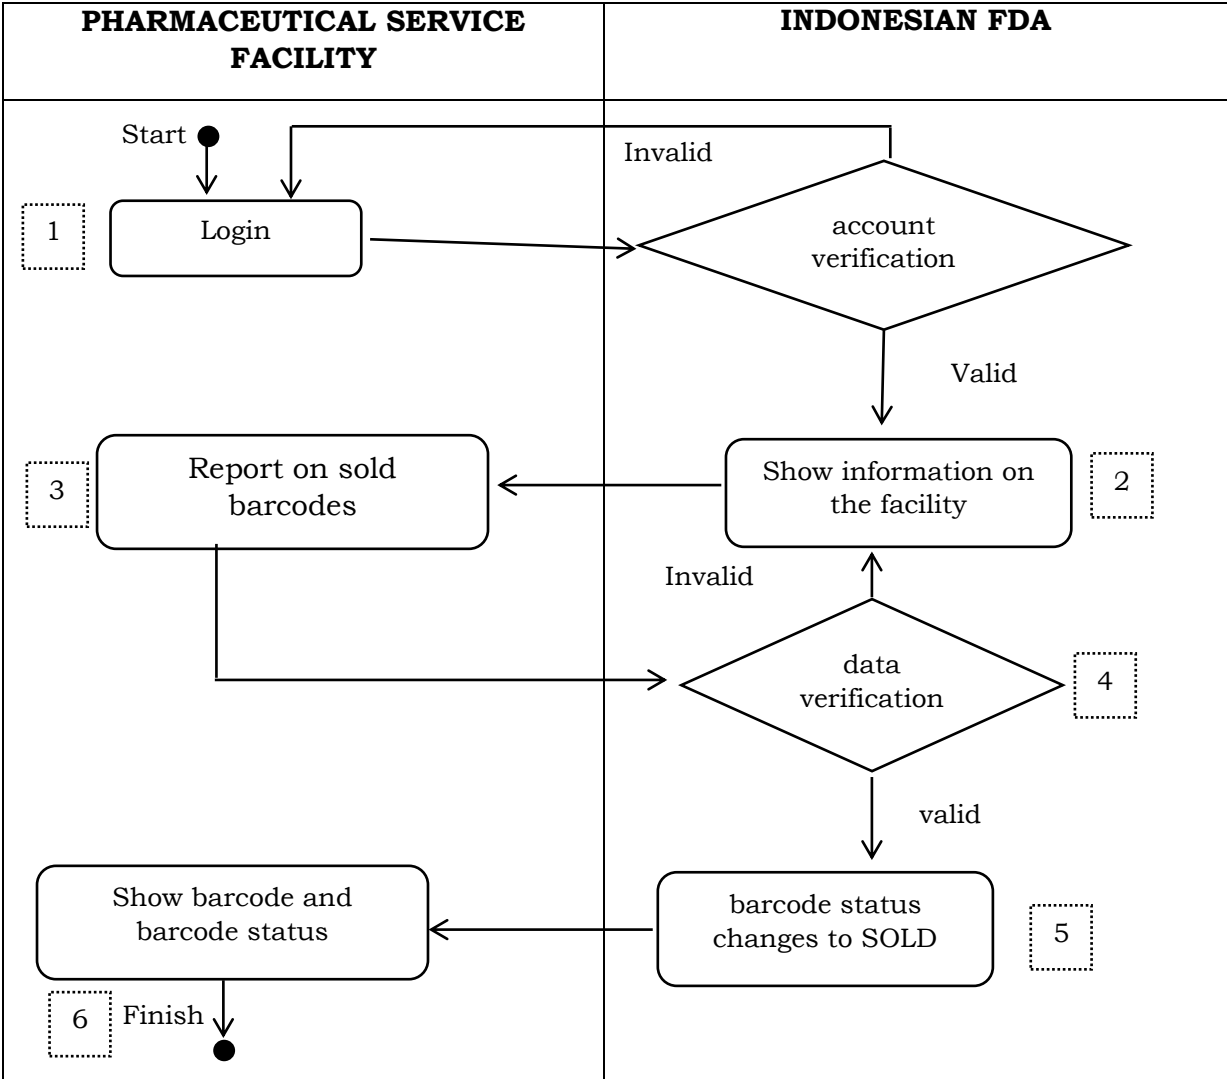 PHARMACEUTICAL SERVICE
FACILITY
INDONESIAN FDA
Start
Invalid
1
Login
account
verification
Valid
3
Report on sold
barcodes
Show information on
the facility
2
Invalid
data
verification
4
valid
Show barcode and
barcode status
barcode status
changes to SOLD
5
6
Finish